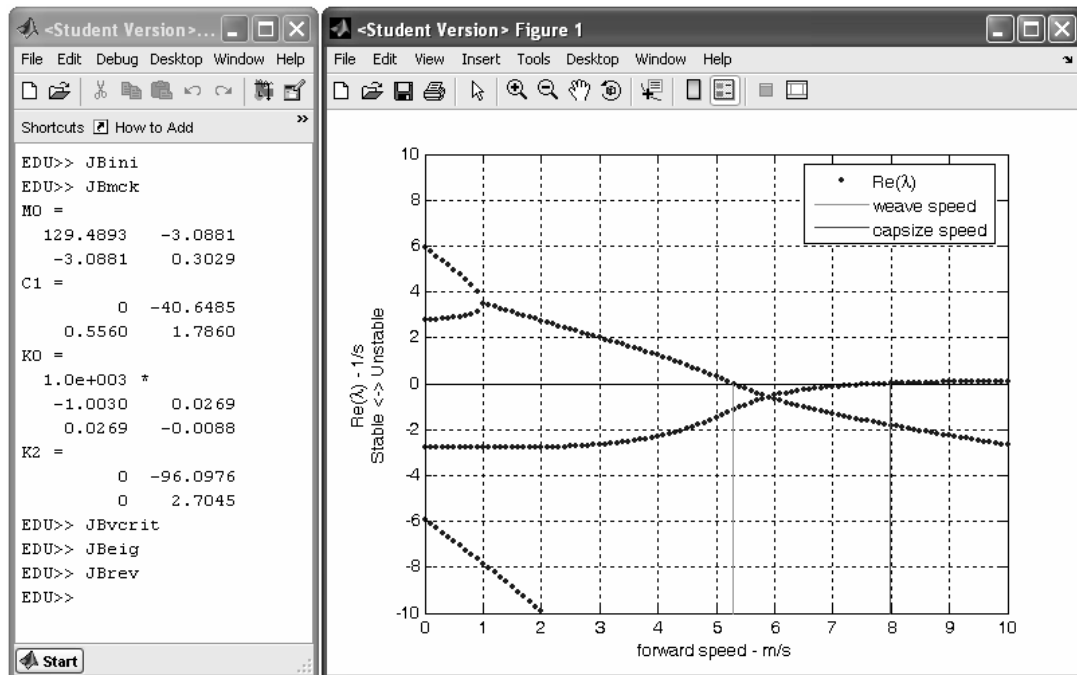 <Student Version>...
File Edit Debug Desktop Window Help
Shortcuts How to Add »
EDU>> JBini
EDU>> JBmck
M0 =
129.4893 -3.0881
-3.0881 0.3029
C1 =
0 -40.6485
0.5560 1.7860
K0 =
1.0e+003 *
-1.0030 0.0269
0.0269 -0.0088
K2 =
0 -96.0976
0 2.7045
EDU>> JBvcrit
EDU>> JBeig
EDU>> JBrev
EDU>>
Start
<Student Version> Figure 1
File Edit View Insert Tools Desktop Window Help
Re(λ)
weave speed
capsize speed
10
8
6
4
2
0
-2
-4
-6
-8
-10
Re(λ) - 1/s
Stable <-> Unstable
0 1 2 3 4 5 6 7 8 9 10
forward speed - m/s